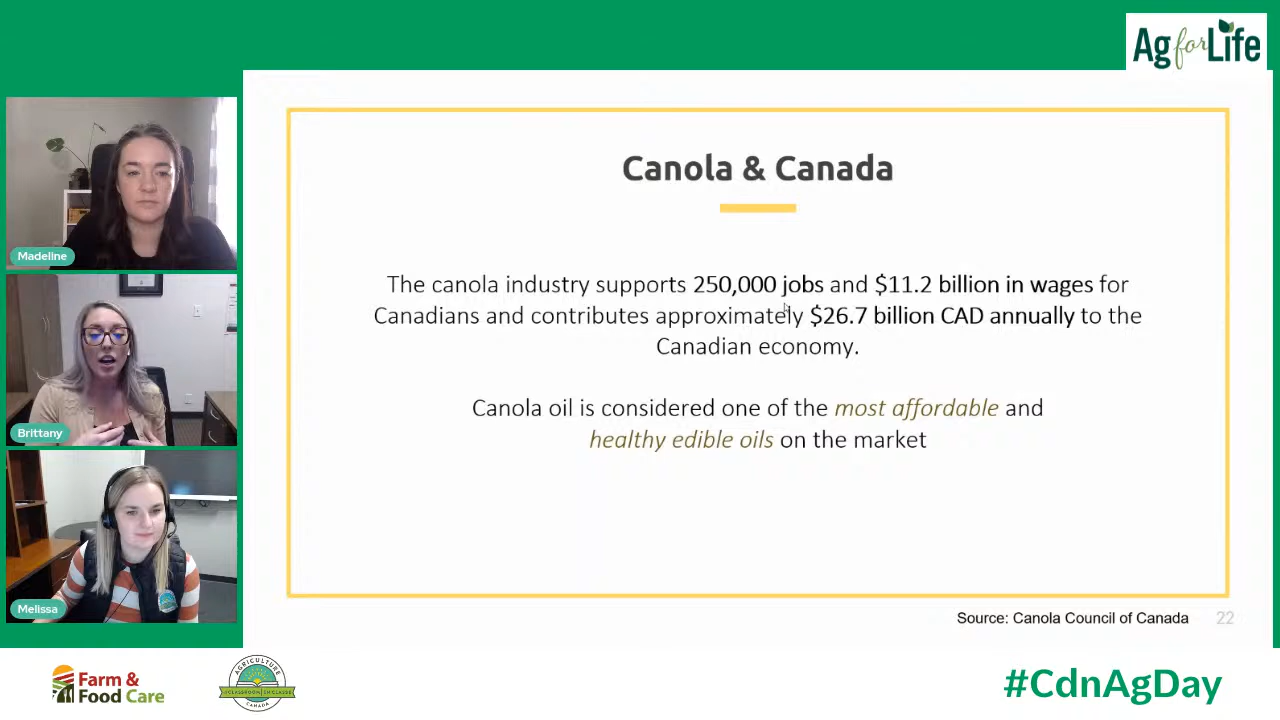 Ag for Life
Canola & Canada
The canola industry supports 250,000 jobs and $11.2 billion in wages for
Canadians and contributes approximately $26.7 billion CAD annually to the
Canadian economy.
Canola oil is considered one of the most affordable and
healthy edible oils on the market
Source: Canola Council of Canada
22
Madeline
Brittany
Melissa
Farm &
Food Care
AGRICULTURE
CANADA
#CdnAgDay